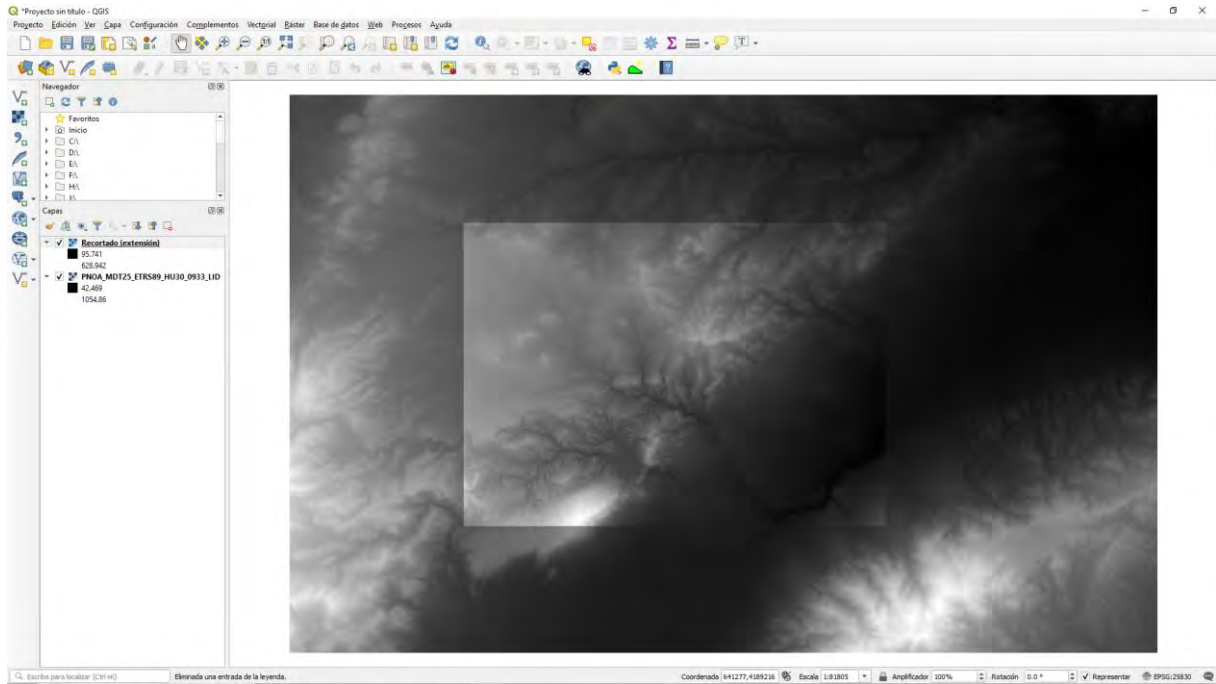 *Proyecto sin título - QGIS
Proyecto Edición Ver Capa Configuración Complementos Vectorial Ráster Base de datos Web Procesos Ayuda
Navegador
Favoritos
Inicio
C:\
D:\
E:\
F:\
H:\
I:\
Capas
Recortado (extensión)
95.741
628.942
PNOA_MDT25_ETRS89_HU30_0933_LID
42.469
1054.86
Escriba para localizar (Ctrl+K) Eliminada una entrada de la leyenda. Coordenada 641277,4189216 Escala 1:81805 Amplificador 100% Rotación 0.0 ° Representar EPSG:25830